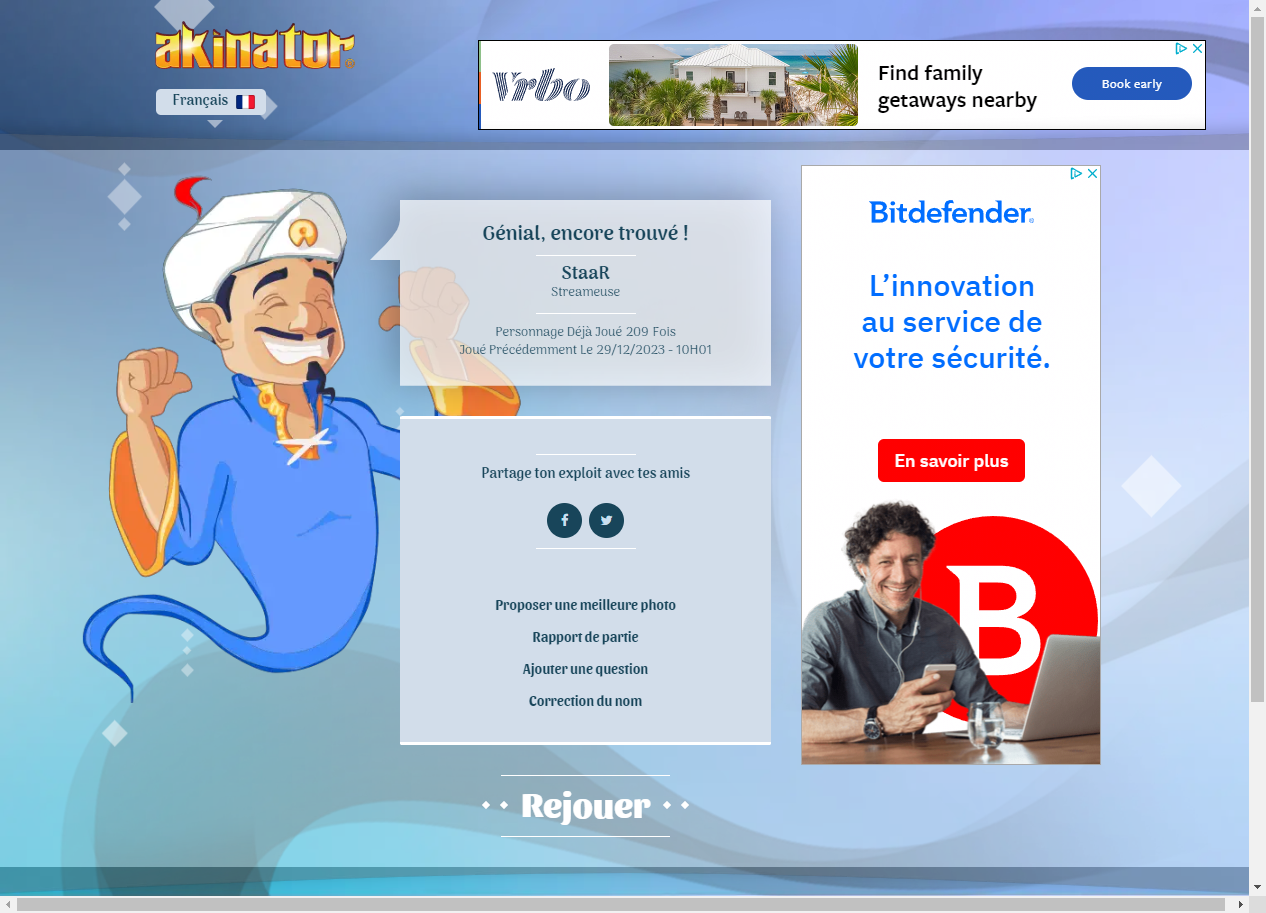 akinator
Français
Vrbo
Find family
getaways nearby
Book early
Génial, encore trouvé !
StaaR
Streameuse
Personnage Déjà Joué 209 Fois
Joué Précédemment Le 29/12/2023 - 10H01
Partage ton exploit avec tes amis
Proposer une meilleure photo
Rapport de partie
Ajouter une question
Correction du nom
Rejouer
Bitdefender
L’innovation
au service de
votre sécurité.
En savoir plus
B